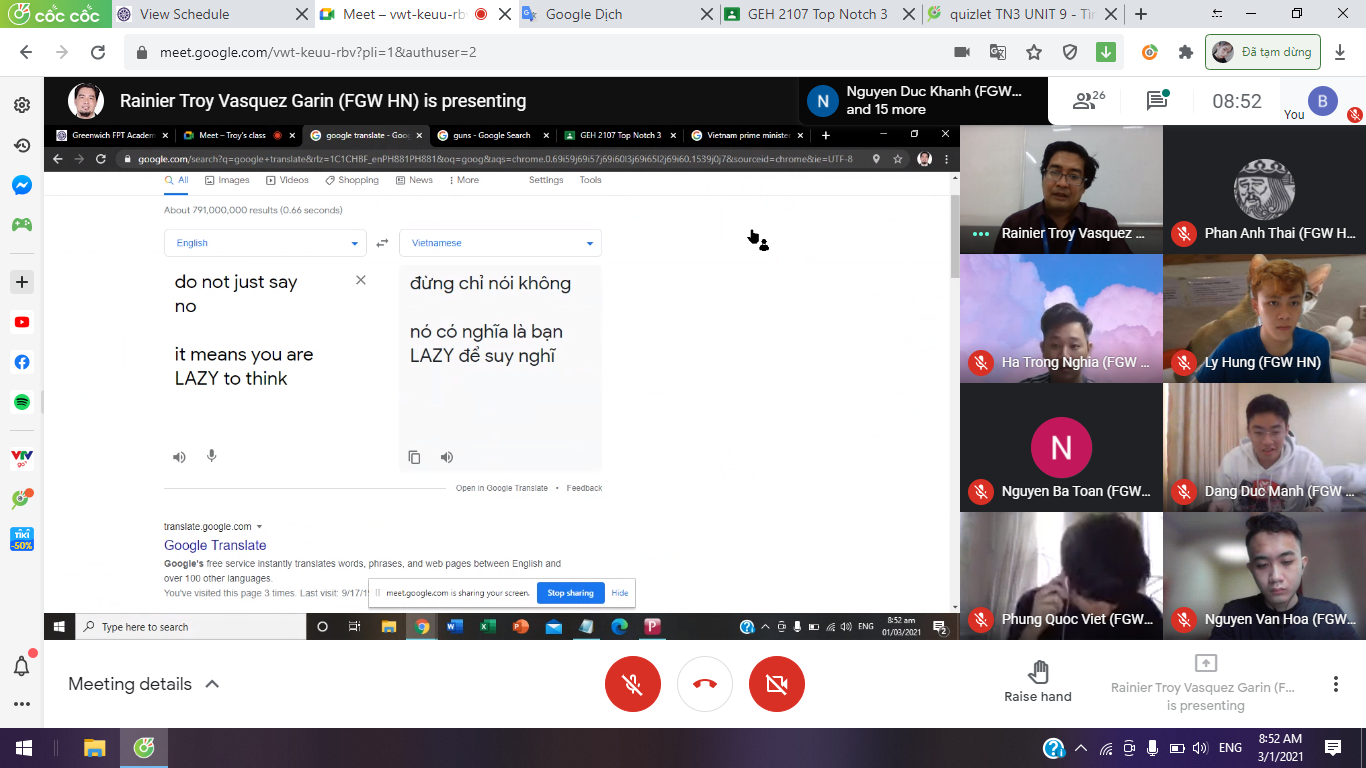 cốc cốc
View Schedule
Meet – vwt-keuu-rb
Google Dịch
GEH 2107 Top Notch 3
quizlet TN3 UNIT 9 - Tì
meet.google.com/vwt-keuu-rbv?pli=1&authuser=2
Đã tạm dừng
Rainier Troy Vasquez Garin (FGW HN) is presenting
N
Nguyen Duc Khanh (FGW...
and 15 more
26
08:52
You
B
Greenwich FPT Academ
Meet – Troy's class
google translate - Goo
guns - Google Search
GEH 2107 Top Notch 3
Vietnam prime ministe
google.com/search?q=google+translate&rlz=1C1CHBF_enPH881PH881&oq=goog&aqs=chrome.0.69i59j69i57j69i60l3j69i65l2j69i60.1539j0j7&sourceid=chrome&ie=UTF-8
All
Images
Videos
Shopping
News
More
Settings
Tools
About 791,000,000 results (0.66 seconds)
English
Vietnamese
do not just say
no
it means you are
LAZY to think
đừng chỉ nói không
nó có nghĩa là bạn
LAZY để suy nghĩ
Open in Google Translate • Feedback
translate.google.com
Google Translate
Google's free service instantly translates words, phrases, and web pages between English and
over 100 other languages.
You've visited this page 3 times. Last visit: 9/17/1
meet.google.com is sharing your screen.
Stop sharing
Hide
Type here to search
ENG
8:52 am
01/03/2021
2
Rainier Troy Vasquez ...
Phan Anh Thai (FGW H...
Ha Trong Nghia (FGW ...
Ly Hung (FGW HN)
N
Nguyen Ba Toan (FGW...
Dang Duc Manh (FGW ...
Phung Quoc Viet (FGW...
Nguyen Van Hoa (FGW...
VTV
go
TIKI
-50%
Meeting details
Raise hand
Rainier Troy Vasquez Garin (F...
is presenting
ENG
8:52 AM
3/1/2021